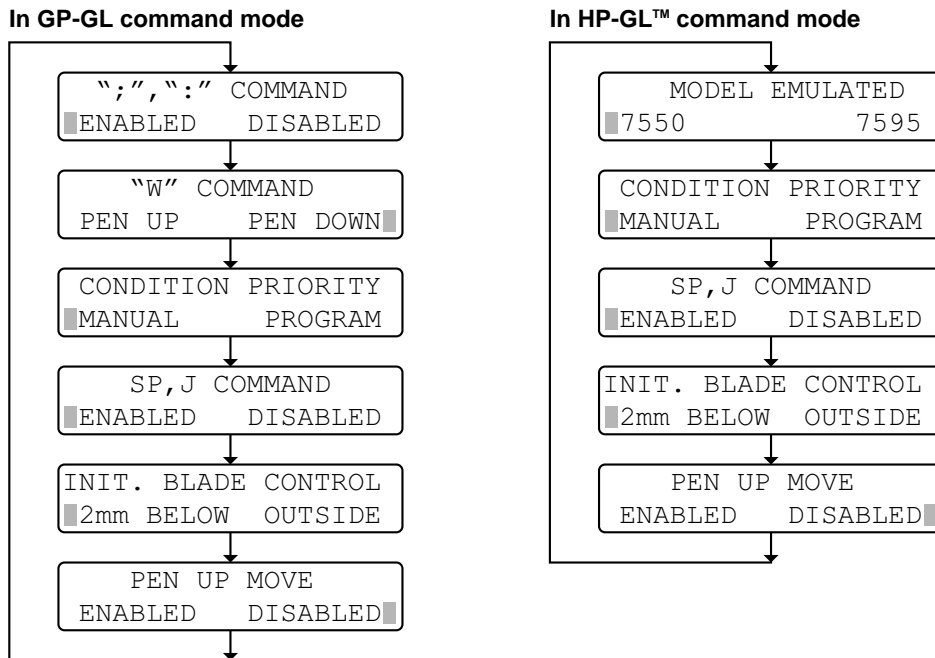 In GP-GL command mode
“;”,“:” COMMAND
ENABLED DISABLED
“W” COMMAND
PEN UP PEN DOWN
CONDITION PRIORITY
MANUAL PROGRAM
SP,J COMMAND
ENABLED DISABLED
INIT. BLADE CONTROL
2mm BELOW OUTSIDE
PEN UP MOVE
ENABLED DISABLED
In HP-GL™ command mode
MODEL EMULATED
7550 7595
CONDITION PRIORITY
MANUAL PROGRAM
SP,J COMMAND
ENABLED DISABLED
INIT. BLADE CONTROL
2mm BELOW OUTSIDE
PEN UP MOVE
ENABLED DISABLED